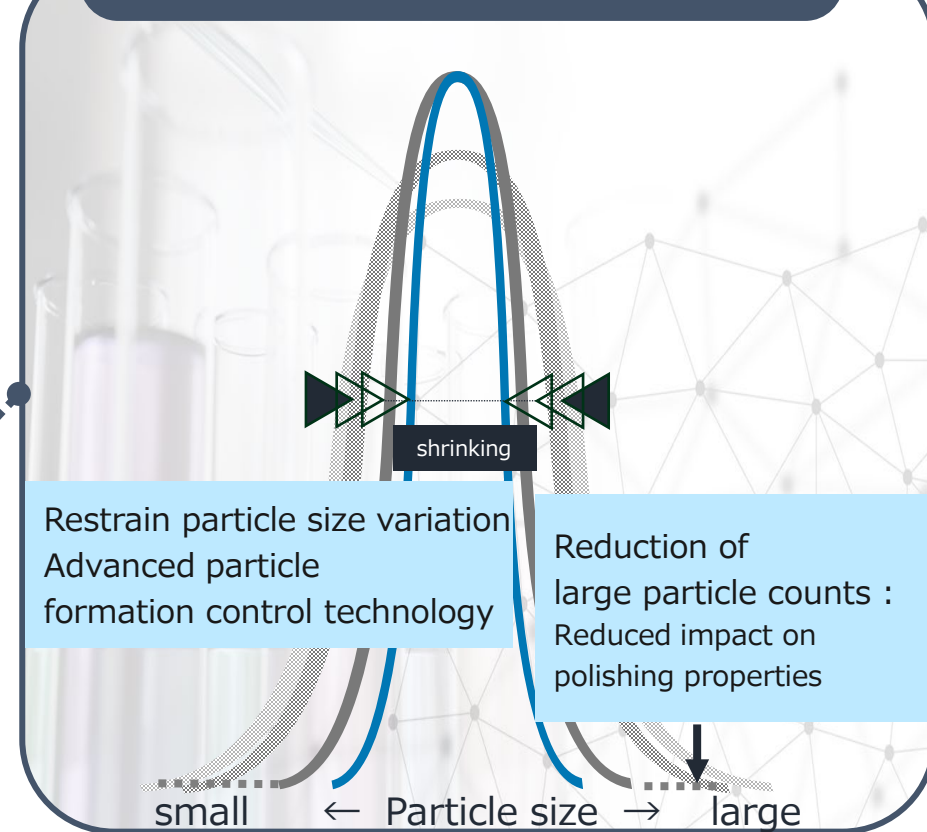 shrinking
Restrain particle size variation
Advanced particle
formation control technology
Reduction of
large particle counts :
Reduced impact on
polishing properties
small ← Particle size → large